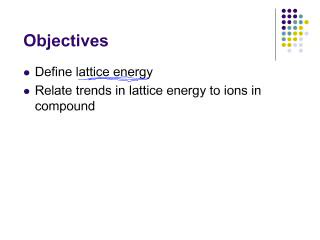 Objectives
Define lattice energy
Relate trends in lattice energy to ions in
compound